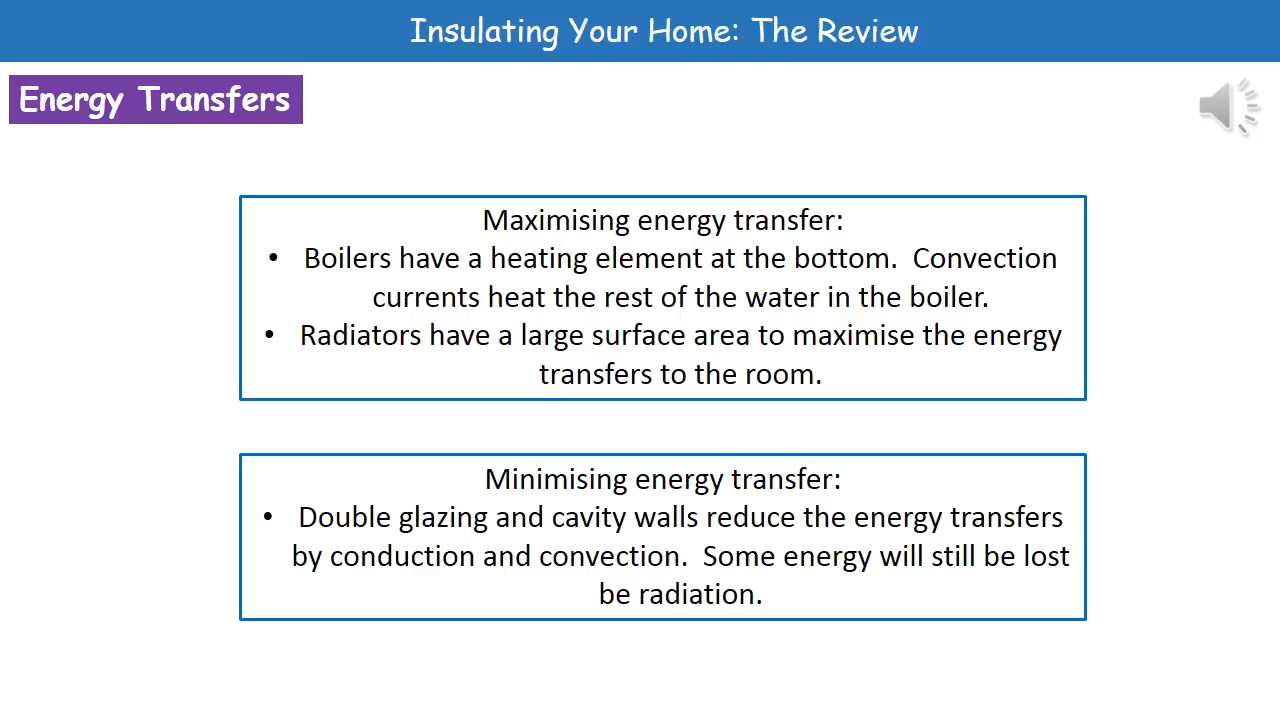 Insulating Your Home: The Review
Energy Transfers
Maximising energy transfer:
• Boilers have a heating element at the bottom.  Convection
currents heat the rest of the water in the boiler.
• Radiators have a large surface area to maximise the energy
transfers to the room.
Minimising energy transfer:
• Double glazing and cavity walls reduce the energy transfers
by conduction and convection.  Some energy will still be lost
be radiation.